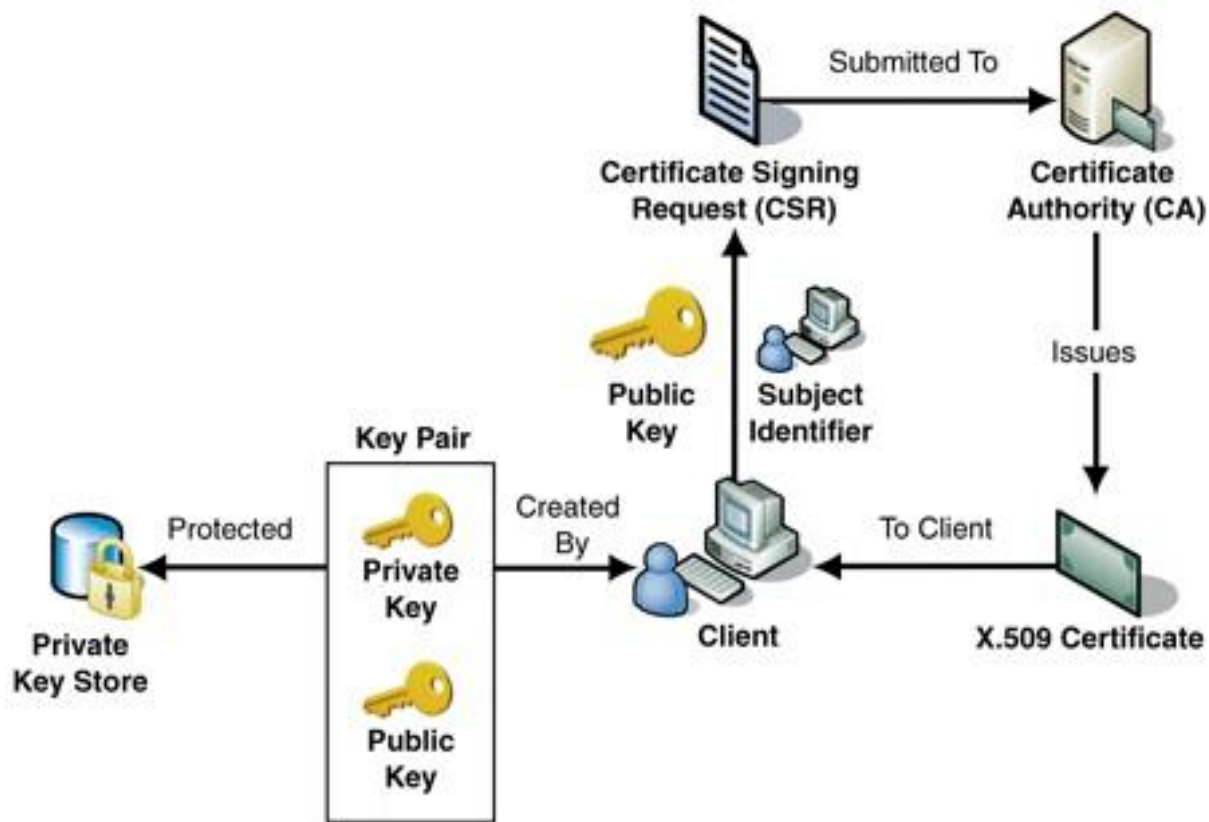 Submitted To
Certificate Signing
Request (CSR)
Certificate
Authority (CA)
Public
Key
Subject
Identifier
Issues
Key Pair
Protected
Private
Key
Created
By
To Client
Private
Key Store
Client
X.509 Certificate
Public
Key